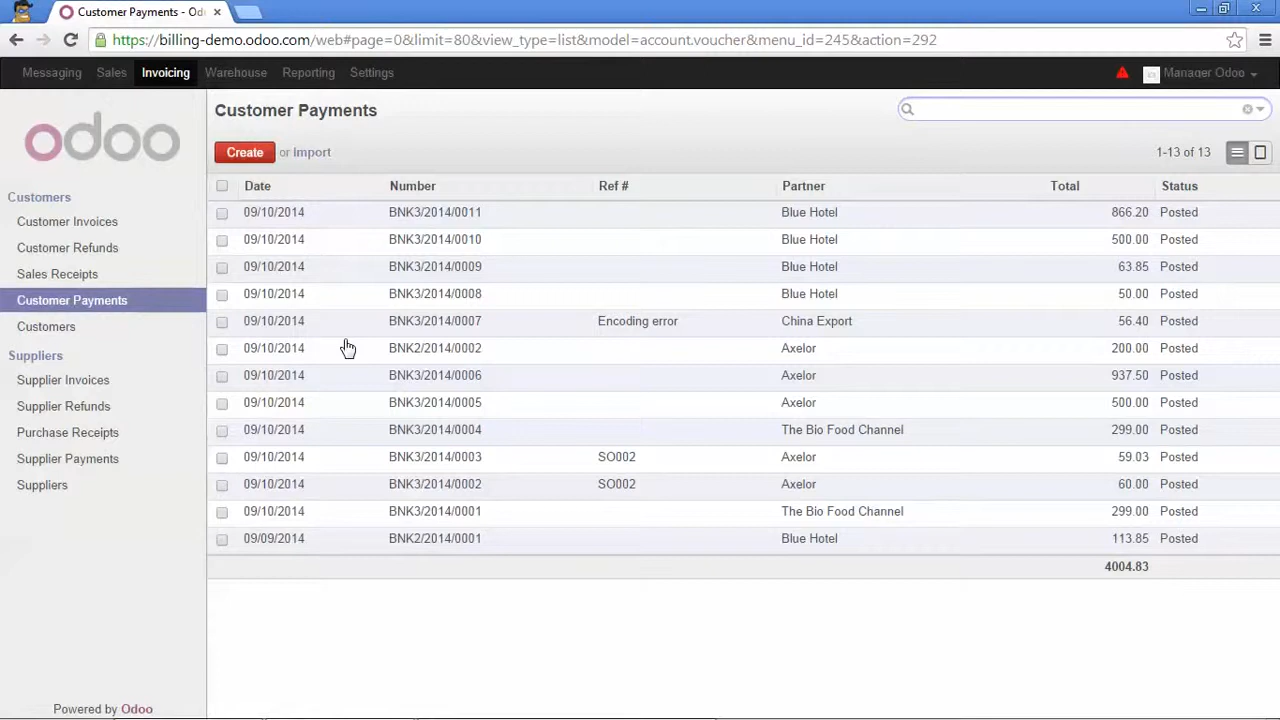 Customer Payments - Od
https://billing-demo.odoo.com/web#page=0&limit=80&view_type=list&model=account.voucher&menu_id=245&action=292
Messaging Sales Invoicing Warehouse Reporting Settings Manager Odoo
odoo
Customer Payments
Create or Import 1-13 of 13
Customers
Customer Invoices
Customer Refunds
Sales Receipts
Customer Payments
Customers
Suppliers
Supplier Invoices
Supplier Refunds
Purchase Receipts
Supplier Payments
Suppliers
Powered by Odoo
Date Number Ref # Partner Total Status
09/10/2014 BNK3/2014/0011 Blue Hotel 866.20 Posted
09/10/2014 BNK3/2014/0010 Blue Hotel 500.00 Posted
09/10/2014 BNK3/2014/0009 Blue Hotel 63.85 Posted
09/10/2014 BNK3/2014/0008 Blue Hotel 50.00 Posted
09/10/2014 BNK3/2014/0007 Encoding error China Export 56.40 Posted
09/10/2014 BNK2/2014/0002 Axelor 200.00 Posted
09/10/2014 BNK3/2014/0006 Axelor 937.50 Posted
09/10/2014 BNK3/2014/0005 Axelor 500.00 Posted
09/10/2014 BNK3/2014/0004 The Bio Food Channel 299.00 Posted
09/10/2014 BNK3/2014/0003 SO002 Axelor 59.03 Posted
09/10/2014 BNK3/2014/0002 SO002 Axelor 60.00 Posted
09/10/2014 BNK3/2014/0001 The Bio Food Channel 299.00 Posted
09/09/2014 BNK2/2014/0001 Blue Hotel 113.85 Posted
4004.83